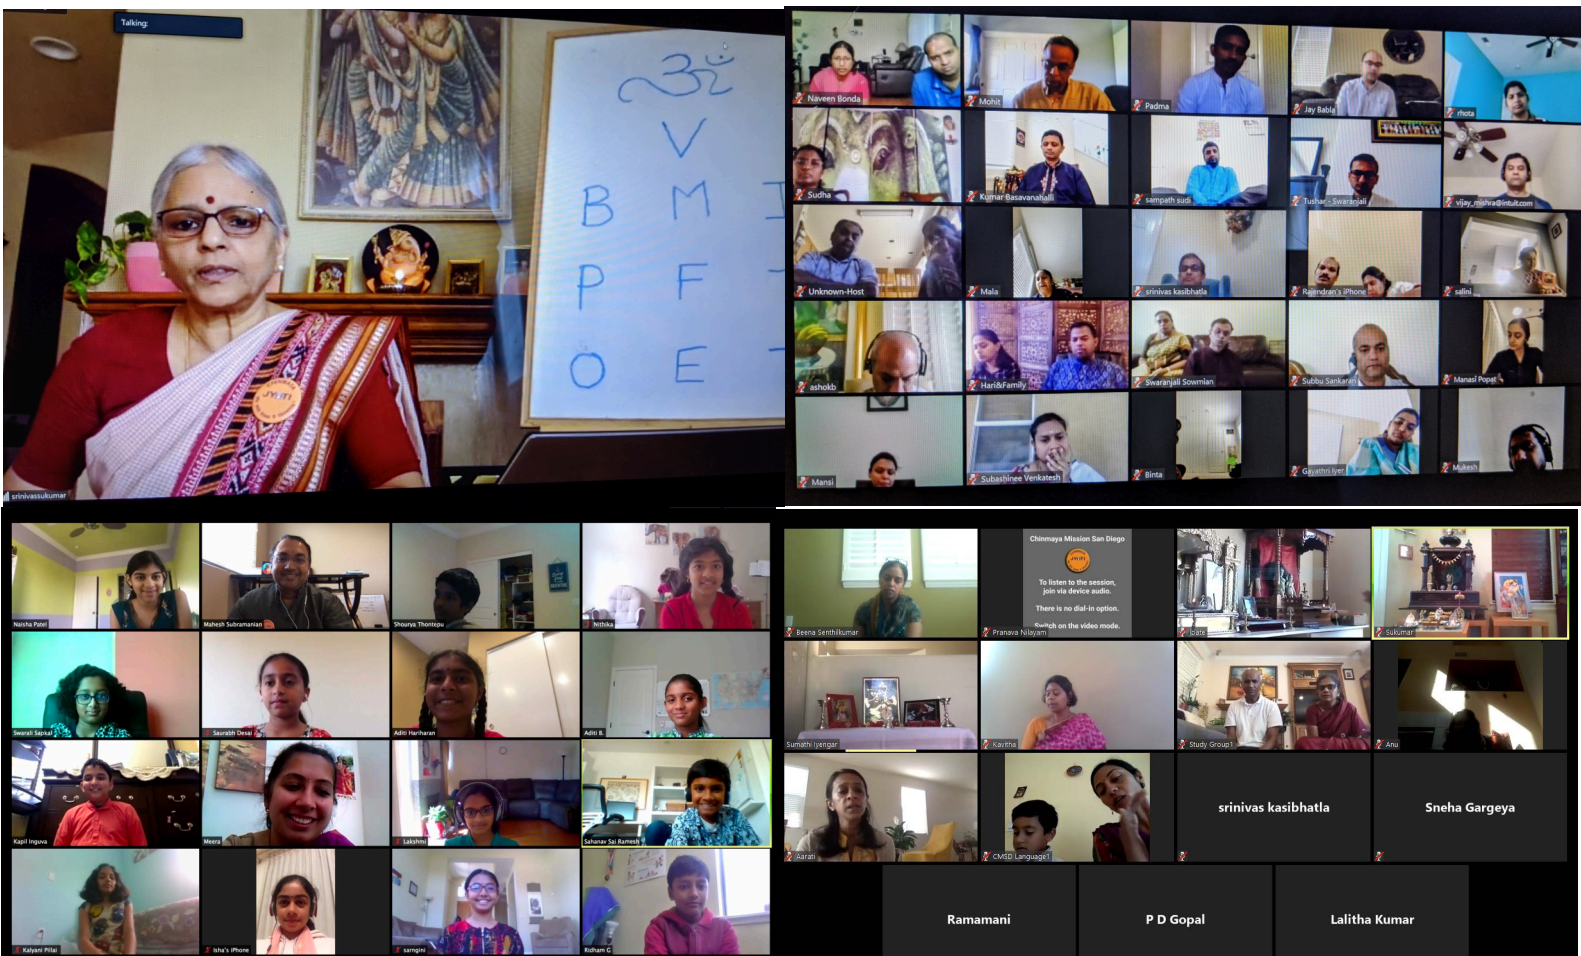 Talking:
ॐ
V
B M I
P F
O E
JYOTI
srinivassukumar
Naveen Bonda
Mohit
Padma
Jay Babla
rhota
Sudha
Kumar Basavanahalli
sampath sudi
Tushar - Swaranjali
vijay_mishra@intuit.com
Unknown-Host
Mala
srinivas kasibhatla
Rajendran's iPhone
salini
ashokb
Hari&Family
Swaranjali Sowmian
Subbu Sankaran
Manasi Popat
Mansi
Subashinee Venkatesh
Binta
Gayathri Iyer
Mukesh
Naisha Patel
Mahesh Subramanian
Shourya Thontepu
Nithika
Swarali Sapkal
Saurabh Desai
Aditi Hariharan
Aditi B.
Kapil Inguva
Meera
Lakshmi
Sahanav Sai Ramesh
Kalyani Pillai
Isha's iPhone
sarngini
Ridham G
Beena Senthilkumar
Chinmaya Mission San Diego
JYOTI
To listen to the session,
join via device audio.
There is no dial-in option.
Switch on the video mode.
Pranava Nilayam
Sukumar
Sumathi Iyengar
Kavitha
Study Group1
Anu
Aarati
CMSD Language1
srinivas kasibhatla
Sneha Gargeya
Ramamani
P D Gopal
Lalitha Kumar